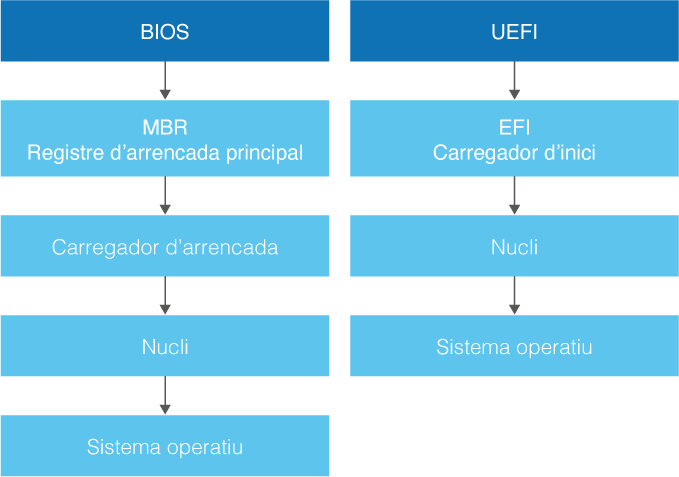 BIOS
MBR
Registre d’arrencada principal
Carregador d’arrencada
Nucli
Sistema operatiu
UEFI
EFI
Carregador d’inici
Nucli
Sistema operatiu